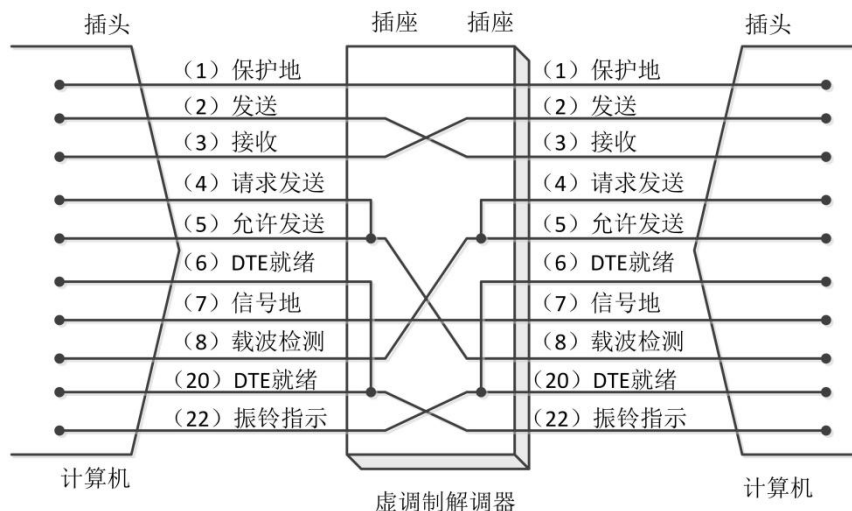 插头 插座 插座 插头
（1）保护地 （1）保护地
（2）发送 （2）发送
（3）接收 （3）接收
（4）请求发送 （4）请求发送
（5）允许发送 （5）允许发送
（6）DTE就绪 （6）DTE就绪
（7）信号地 （7）信号地
（8）载波检测 （8）载波检测
（20）DTE就绪 （20）DTE就绪
（22）振铃指示 （22）振铃指示
计算机 虚调制解调器 计算机